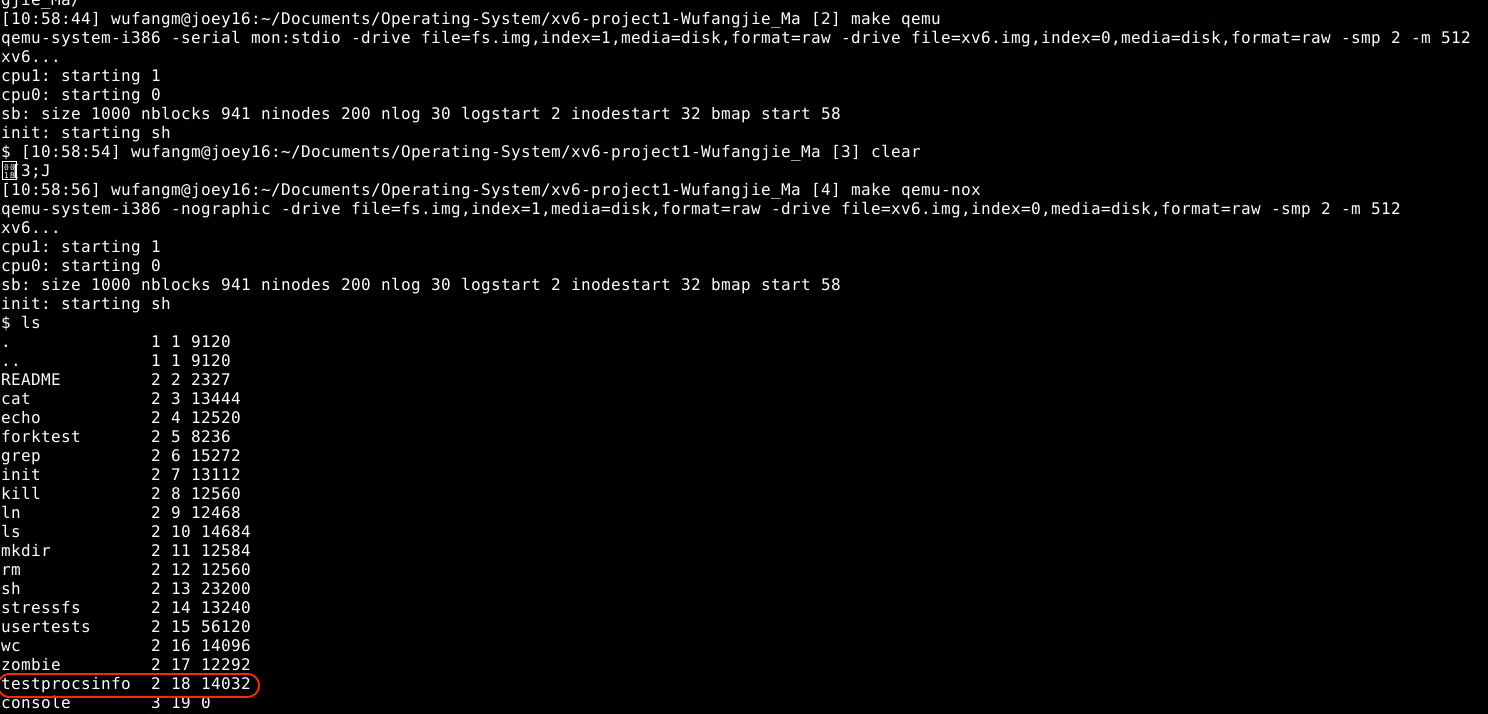 gjie_Ma/
[10:58:44] wufangm@joey16:~/Documents/Operating-System/xv6-project1-Wufangjie_Ma [2] make qemu
qemu-system-i386 -serial mon:stdio -drive file=fs.img,index=1,media=disk,format=raw -drive file=xv6.img,index=0,media=disk,format=raw -smp 2 -m 512
xv6...
cpu1: starting 1
cpu0: starting 0
sb: size 1000 nblocks 941 ninodes 200 nlog 30 logstart 2 inodestart 32 bmap start 58
init: starting sh
$ [10:58:54] wufangm@joey16:~/Documents/Operating-System/xv6-project1-Wufangjie_Ma [3] clear
[3;J
[10:58:56] wufangm@joey16:~/Documents/Operating-System/xv6-project1-Wufangjie_Ma [4] make qemu-nox
qemu-system-i386 -nographic -drive file=fs.img,index=1,media=disk,format=raw -drive file=xv6.img,index=0,media=disk,format=raw -smp 2 -m 512
xv6...
cpu1: starting 1
cpu0: starting 0
sb: size 1000 nblocks 941 ninodes 200 nlog 30 logstart 2 inodestart 32 bmap start 58
init: starting sh
$ ls
.              1 1 9120
..             1 1 9120
README         2 2 2327
cat            2 3 13444
echo           2 4 12520
forktest       2 5 8236
grep           2 6 15272
init           2 7 13112
kill           2 8 12560
ln             2 9 12468
ls             2 10 14684
mkdir          2 11 12584
rm             2 12 12560
sh             2 13 23200
stressfs       2 14 13240
usertests      2 15 56120
wc             2 16 14096
zombie         2 17 12292
testprocsinfo  2 18 14032
console        3 19 0